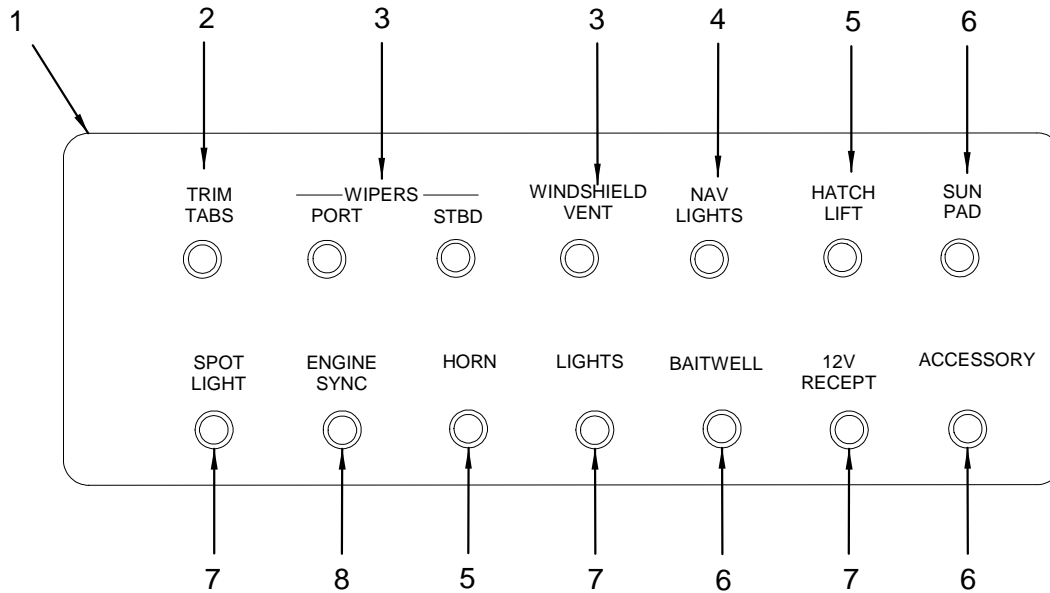 1 2 3 3 4 5 6
TRIM TABS
WIPERS
PORT STBD
WINDSHIELD VENT
NAV LIGHTS
HATCH LIFT
SUN PAD
SPOT LIGHT
ENGINE SYNC
HORN
LIGHTS
BAITWELL
12V RECEPT
ACCESSORY
7 8 5 7 6 7 6